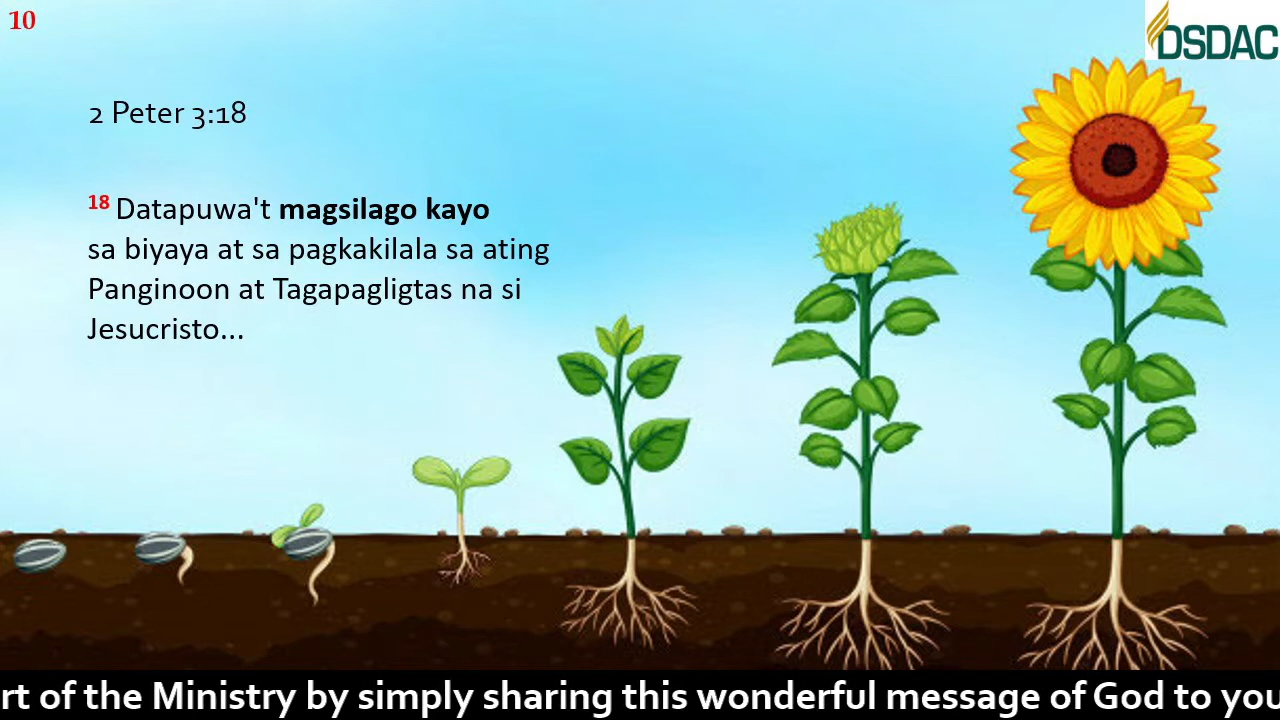 10
DSDAC
2 Peter 3:18
18 Datapuwa't magsilago kayo
sa biyaya at sa pagkakilala sa ating
Panginoon at Tagapagligtas na si
Jesucristo...
rt of the Ministry by simply sharing this wonderful message of God to you